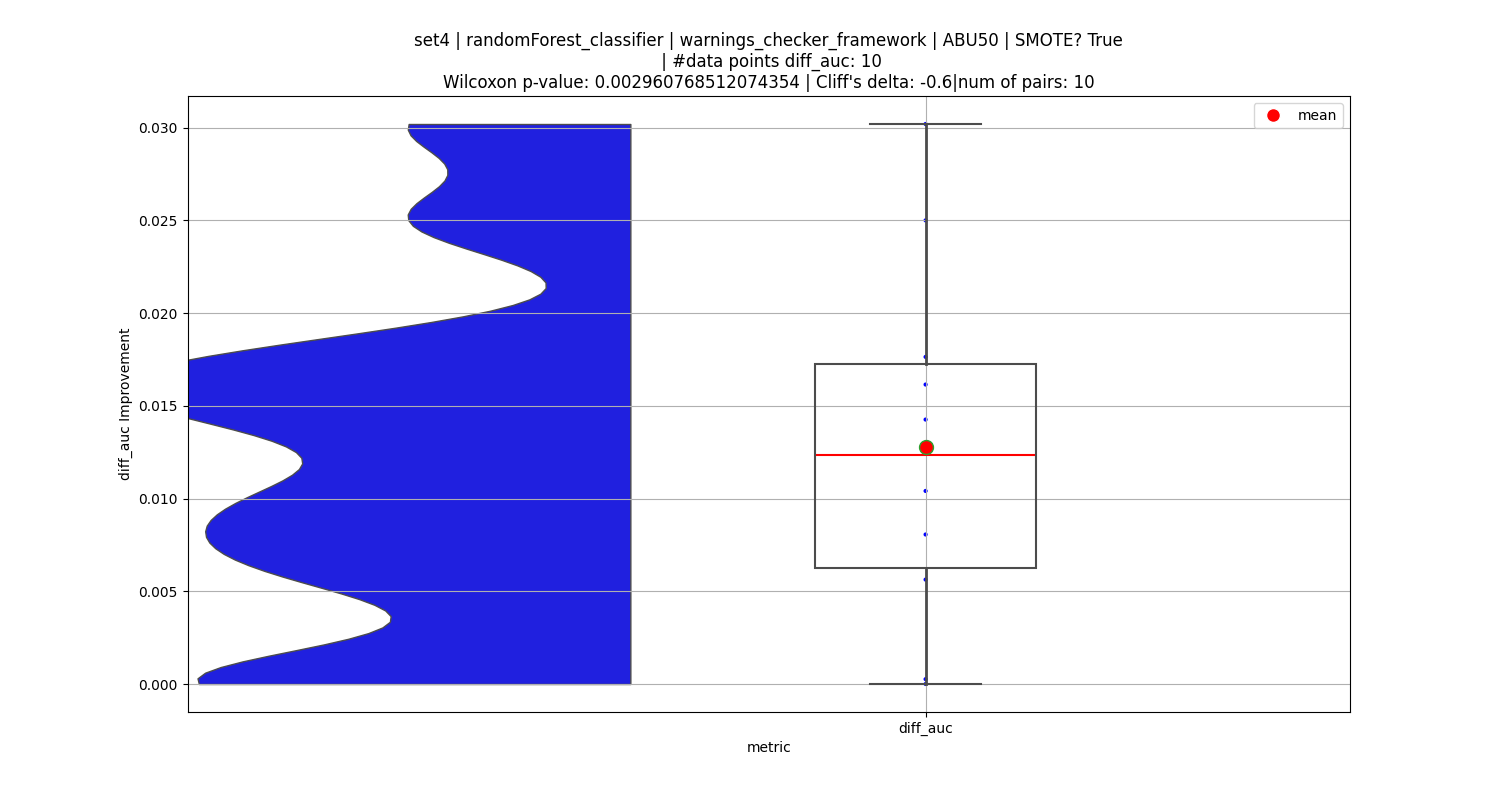 set4 | randomForest_classifier | warnings_checker_framework | ABU50 | SMOTE? True
| #data points diff_auc: 10
Wilcoxon p-value: 0.002960768512074354 | Cliff's delta: -0.6|num of pairs: 10
mean
0.030
0.025
0.020
0.015
0.010
0.005
0.000
diff_auc Improvement
diff_auc
metric